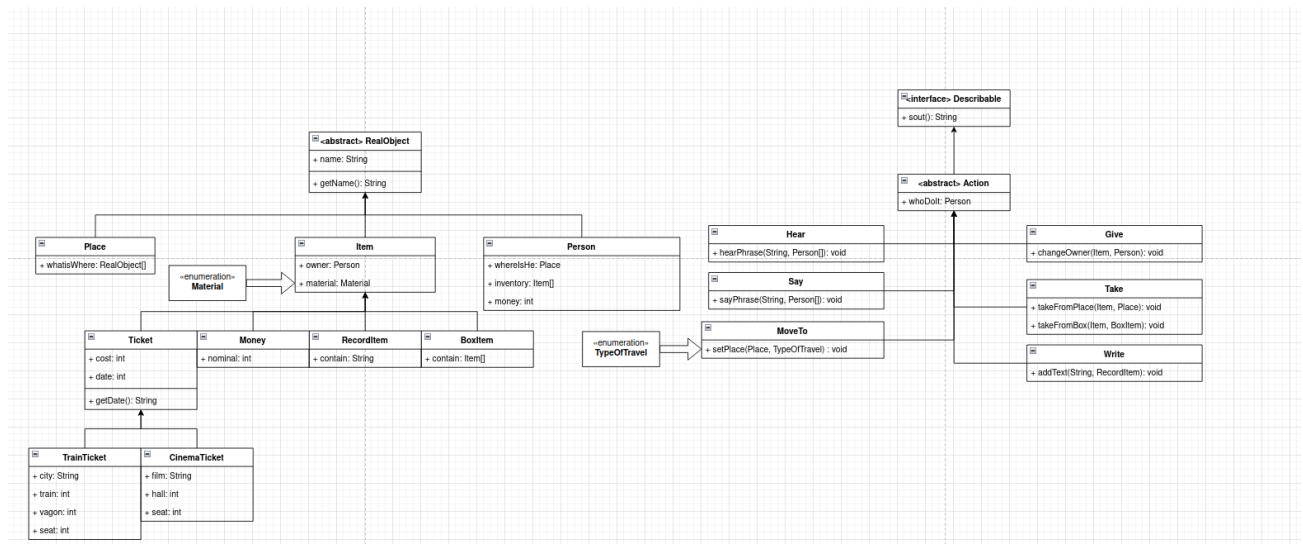 <interface> Describable
+ sout(): String
<abstract> RealObject
+ name: String
+ getName(): String
<abstract> Action
+ whoDoIt: Person
Place
+ whatisWhere: RealObject[]
«enumeration»
Material
Item
+ owner: Person
+ material: Material
Person
+ whereIsHe: Place
+ inventory: Item[]
+ money: int
Hear
+ hearPhrase(String, Person[]): void
Say
+ sayPhrase(String, Person[]): void
«enumeration»
TypeOfTravel
MoveTo
+ setPlace(Place, TypeOfTravel) : void
Give
+ changeOwner(Item, Person): void
Take
+ takeFromPlace(Item, Place): void
+ takeFromBox(Item, BoxItem): void
Write
+ addText(String, RecordItem): void
Ticket
+ cost: int
+ date: int
+ getDate(): String
Money
+ nominal: int
RecordItem
+ contain: String
BoxItem
+ contain: Item[]
TrainTicket
+ city: String
+ train: int
+ vagon: int
+ seat: int
CinemaTicket
+ film: String
+ hall: int
+ seat: int